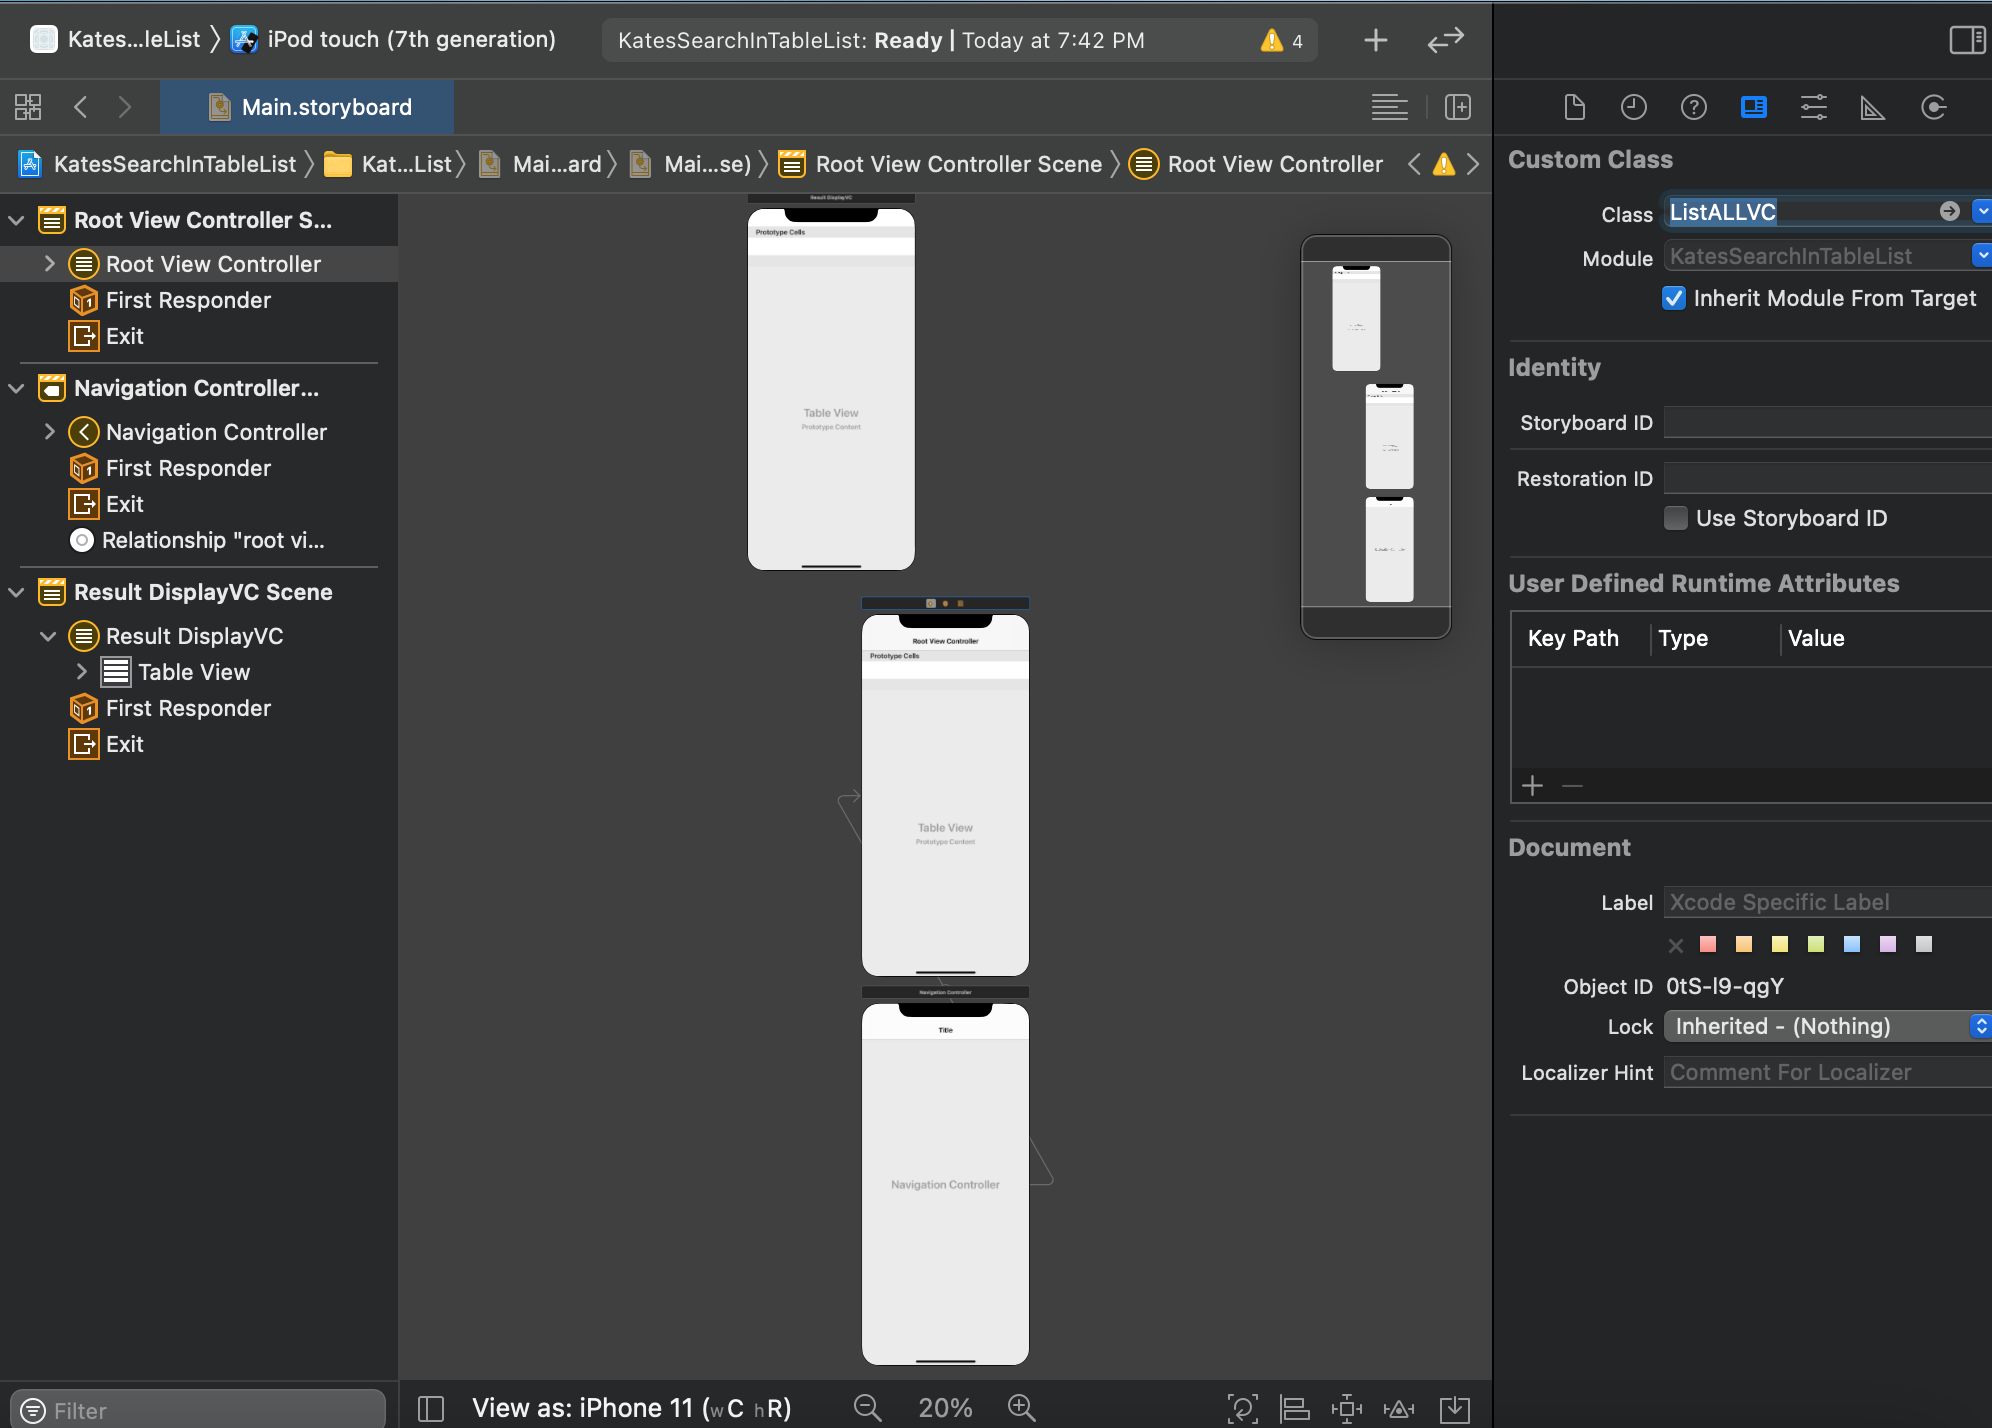 Kates...leList
iPod touch (7th generation)
KatesSearchInTableList: Ready | Today at 7:42 PM
4
Main.storyboard
KatesSearchInTableList
Kat...List
Mai...ard
Mai...se)
Root View Controller Scene
Root View Controller
Root View Controller S...
Root View Controller
First Responder
Exit
Navigation Controller...
Navigation Controller
First Responder
Exit
Relationship "root vi...
Result DisplayVC Scene
Result DisplayVC
Table View
First Responder
Exit
Filter
Result DisplayVC
Prototype Cells
Table View
Prototype Content
Root View Controller
Prototype Cells
Table View
Prototype Content
Navigation Controller
Title
Navigation Controller
View as: iPhone 11 (wC hR)
20%
Custom Class
Class ListALLVC
Module KatesSearchInTableList
Inherit Module From Target
Identity
Storyboard ID
Restoration ID
Use Storyboard ID
User Defined Runtime Attributes
Key Path Type Value
Document
Label Xcode Specific Label
Object ID 0tS-I9-qgY
Lock Inherited - (Nothing)
Localizer Hint Comment For Localizer